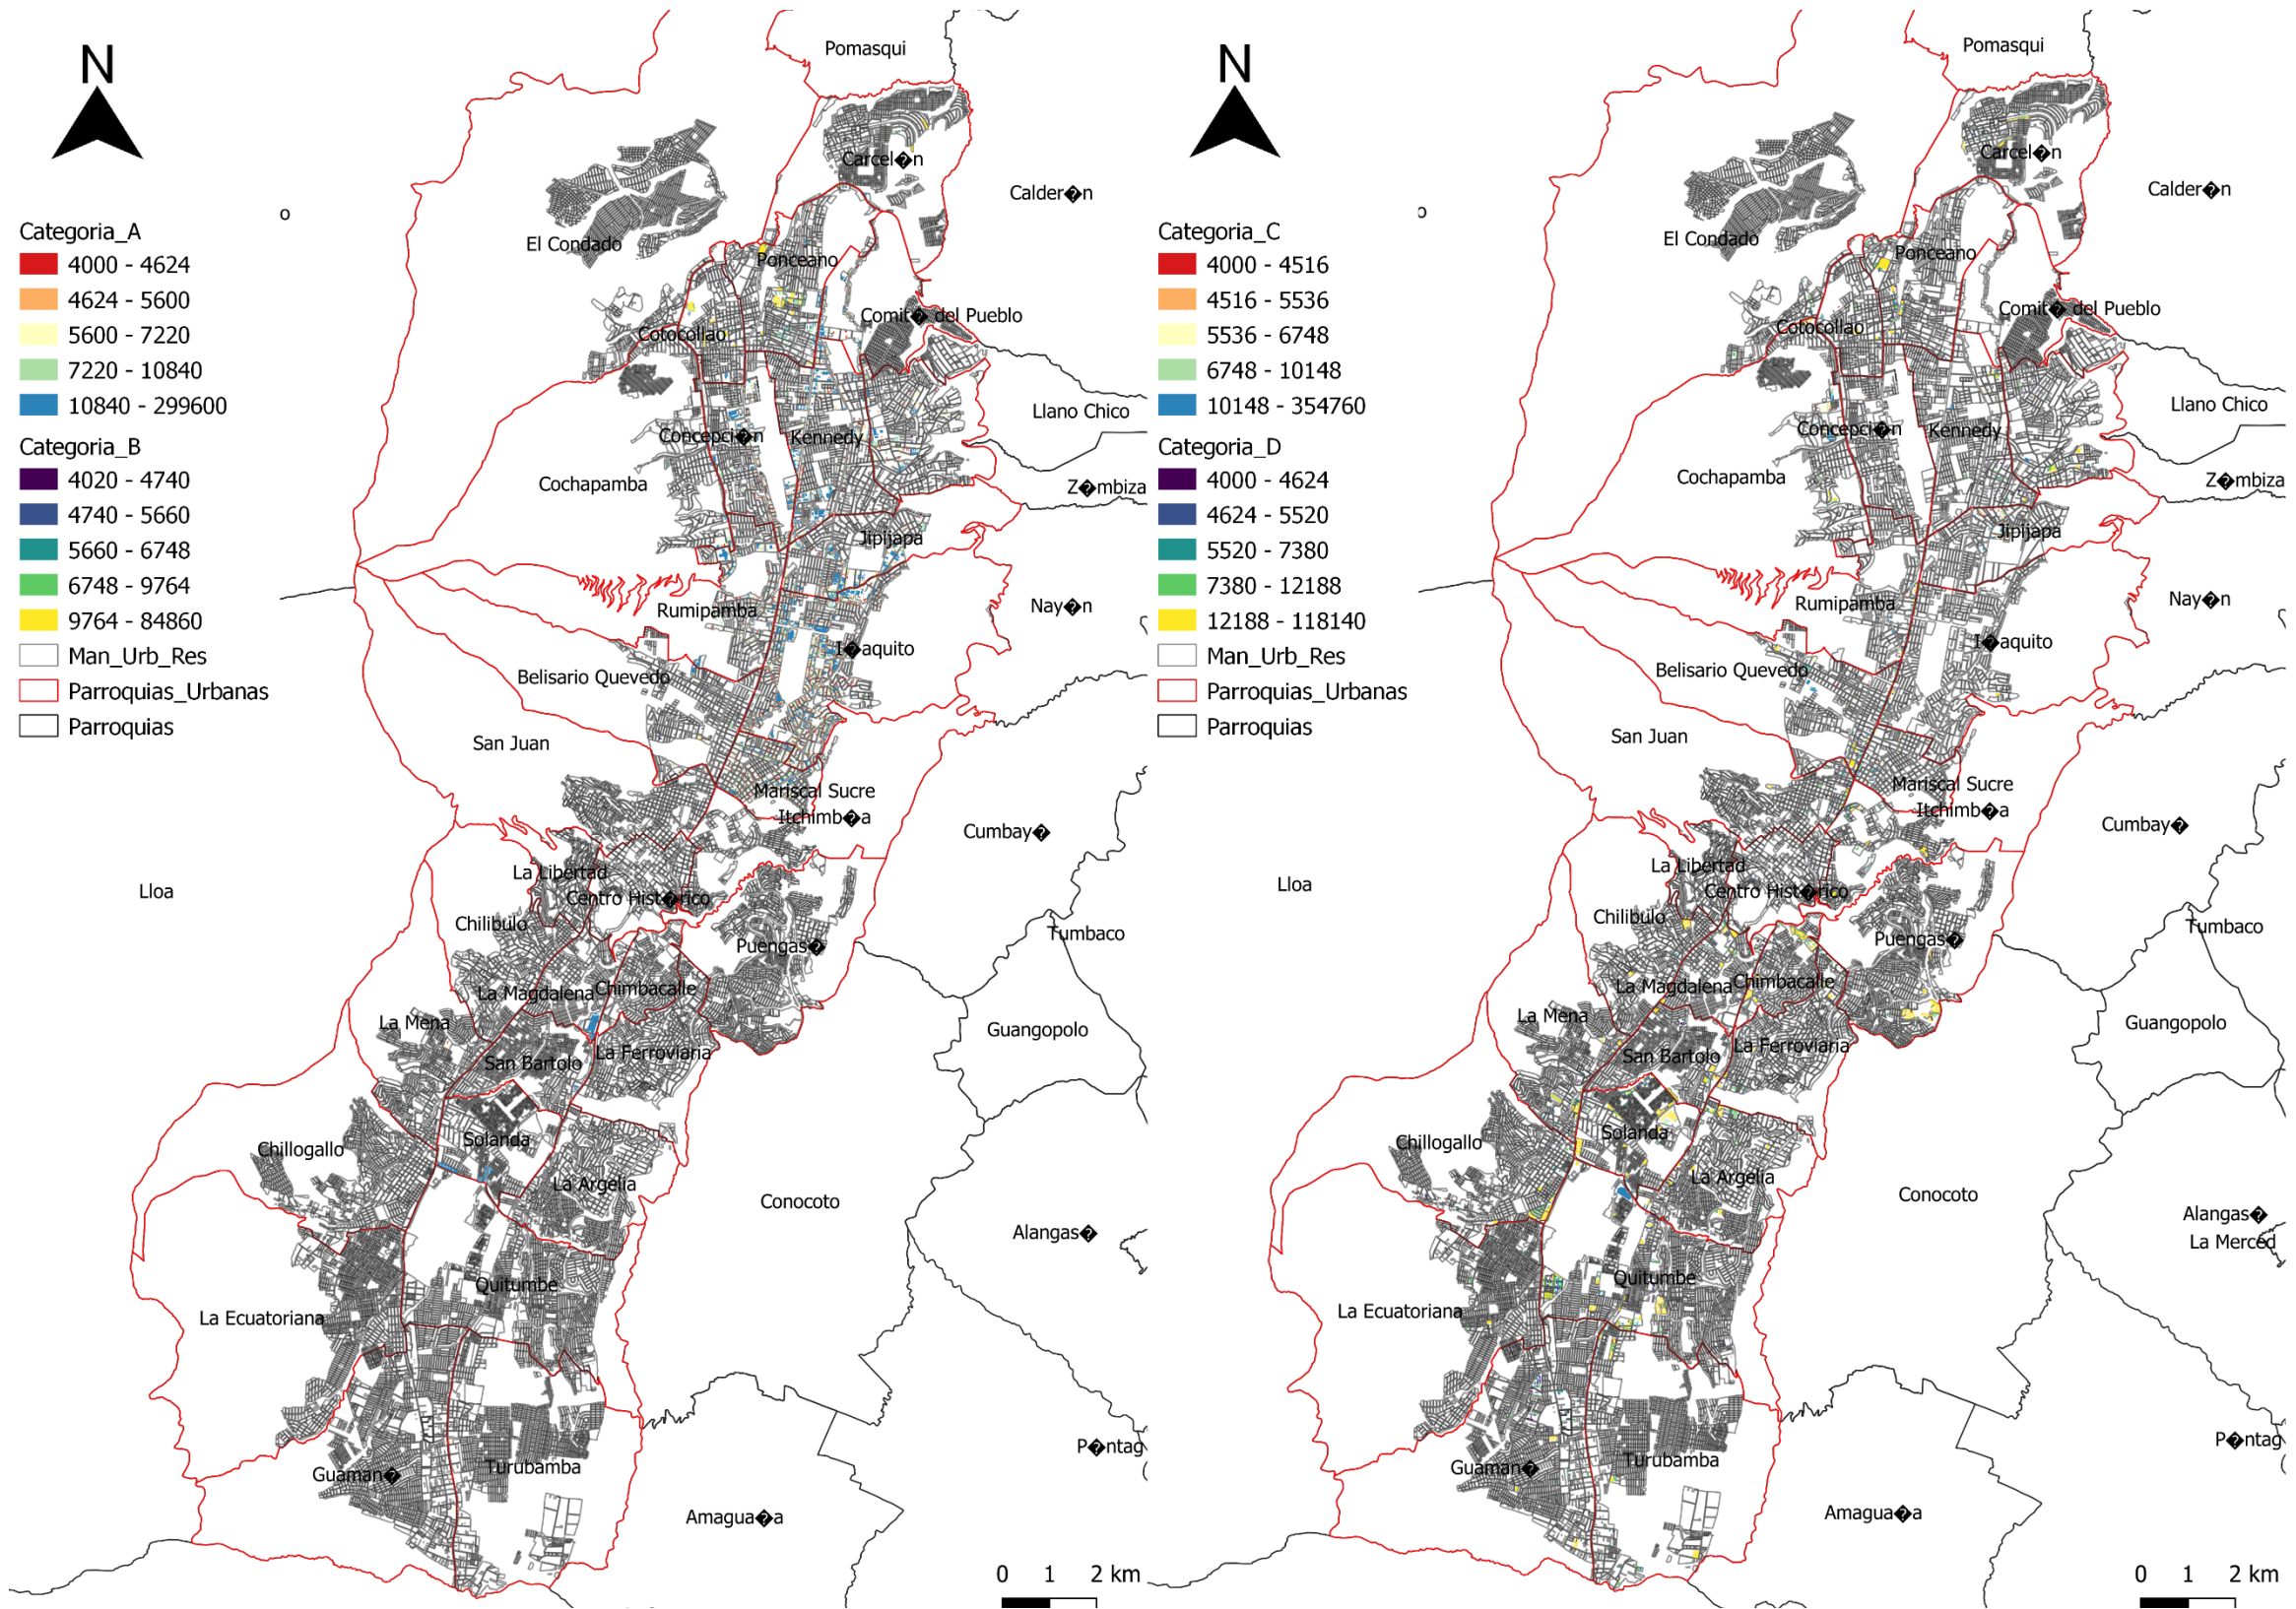 N
Pomasqui
Carcel�n
Calder�n
o
El Condado
Ponceano
Comit� del Pueblo
Cotocollao
Llano Chico
Concepci�n
Kennedy
Cochapamba
Z�mbiza
Jipijapa
Rumipamba
Nay�n
I�aquito
Belisario Quevedo
San Juan
Mariscal Sucre
Itchimb�a
Cumbay�
La Libertad
Lloa
Centro Hist�rico
Chilibulo
Tumbaco
Puengas�
La Magdalena
Chimbacalle
La Mena
Guangopolo
San Bartolo
La Ferroviaria
Solanda
Chillogallo
La Argelia
Conocoto
Alangas�
Quitumbe
La Ecuatoriana
P�ntag
Turubamba
Guaman�
Amagua�a
Categoria_A
4000 - 4624
4624 - 5600
5600 - 7220
7220 - 10840
10840 - 299600
Categoria_B
4020 - 4740
4740 - 5660
5660 - 6748
6748 - 9764
9764 - 84860
Man_Urb_Res
Parroquias_Urbanas
Parroquias
0 1 2 km
N
Pomasqui
Carcel�n
Calder�n
o
El Condado
Ponceano
Comit� del Pueblo
Cotocollao
Llano Chico
Concepci�n
Kennedy
Cochapamba
Z�mbiza
Jipijapa
Rumipamba
Nay�n
I�aquito
Belisario Quevedo
San Juan
Mariscal Sucre
Itchimb�a
Cumbay�
La Libertad
Lloa
Centro Hist�rico
Chilibulo
Tumbaco
Puengas�
La Magdalena
Chimbacalle
La Mena
Guangopolo
San Bartolo
La Ferroviaria
Solanda
Chillogallo
La Argelia
Conocoto
Alangas�
La Merced
Quitumbe
La Ecuatoriana
P�ntag
Turubamba
Guaman�
Amagua�a
Categoria_C
4000 - 4516
4516 - 5536
5536 - 6748
6748 - 10148
10148 - 354760
Categoria_D
4000 - 4624
4624 - 5520
5520 - 7380
7380 - 12188
12188 - 118140
Man_Urb_Res
Parroquias_Urbanas
Parroquias
0 1 2 km